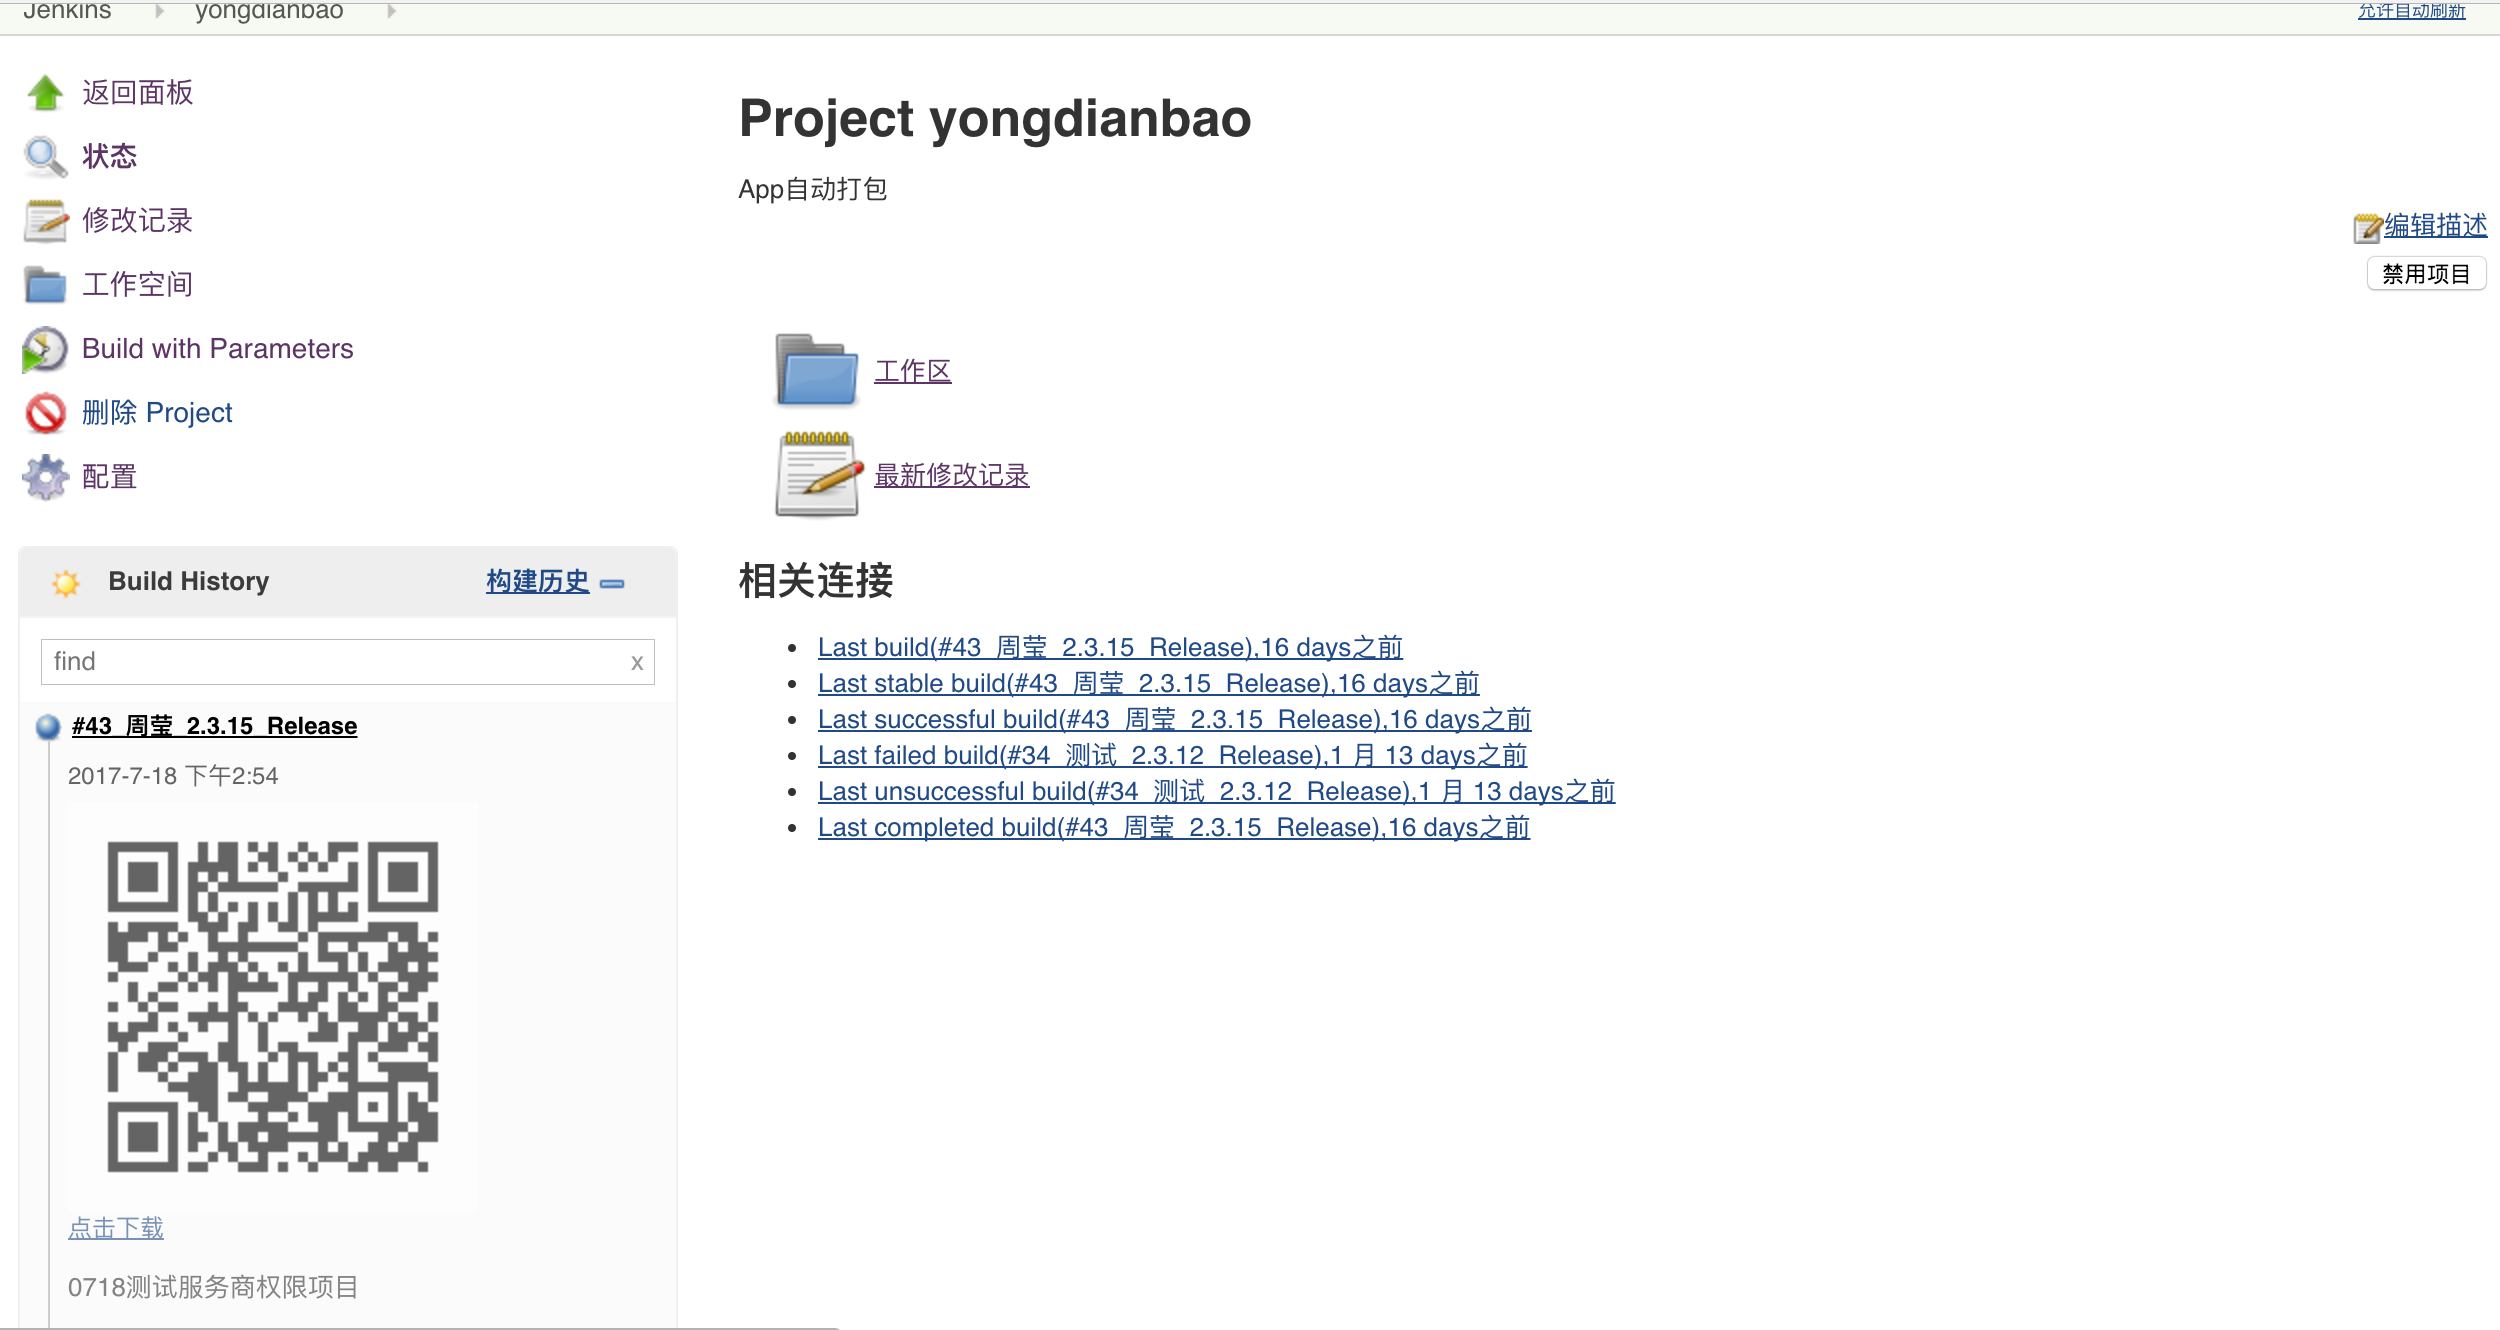 Jenkins yongdianbao 允许自动刷新
返回面板
状态
修改记录
工作空间
Build with Parameters
删除 Project
配置
Project yongdianbao
App自动打包
编辑描述
禁用项目
工作区
最新修改记录
相关连接
Last build(#43_周莹_2.3.15_Release),16 days之前
Last stable build(#43_周莹_2.3.15_Release),16 days之前
Last successful build(#43_周莹_2.3.15_Release),16 days之前
Last failed build(#34_测试_2.3.12_Release),1 月 13 days之前
Last unsuccessful build(#34_测试_2.3.12_Release),1 月 13 days之前
Last completed build(#43_周莹_2.3.15_Release),16 days之前
Build History 构建历史
find x
#43_周莹_2.3.15_Release
2017-7-18 下午2:54
点击下载
0718测试服务商权限项目